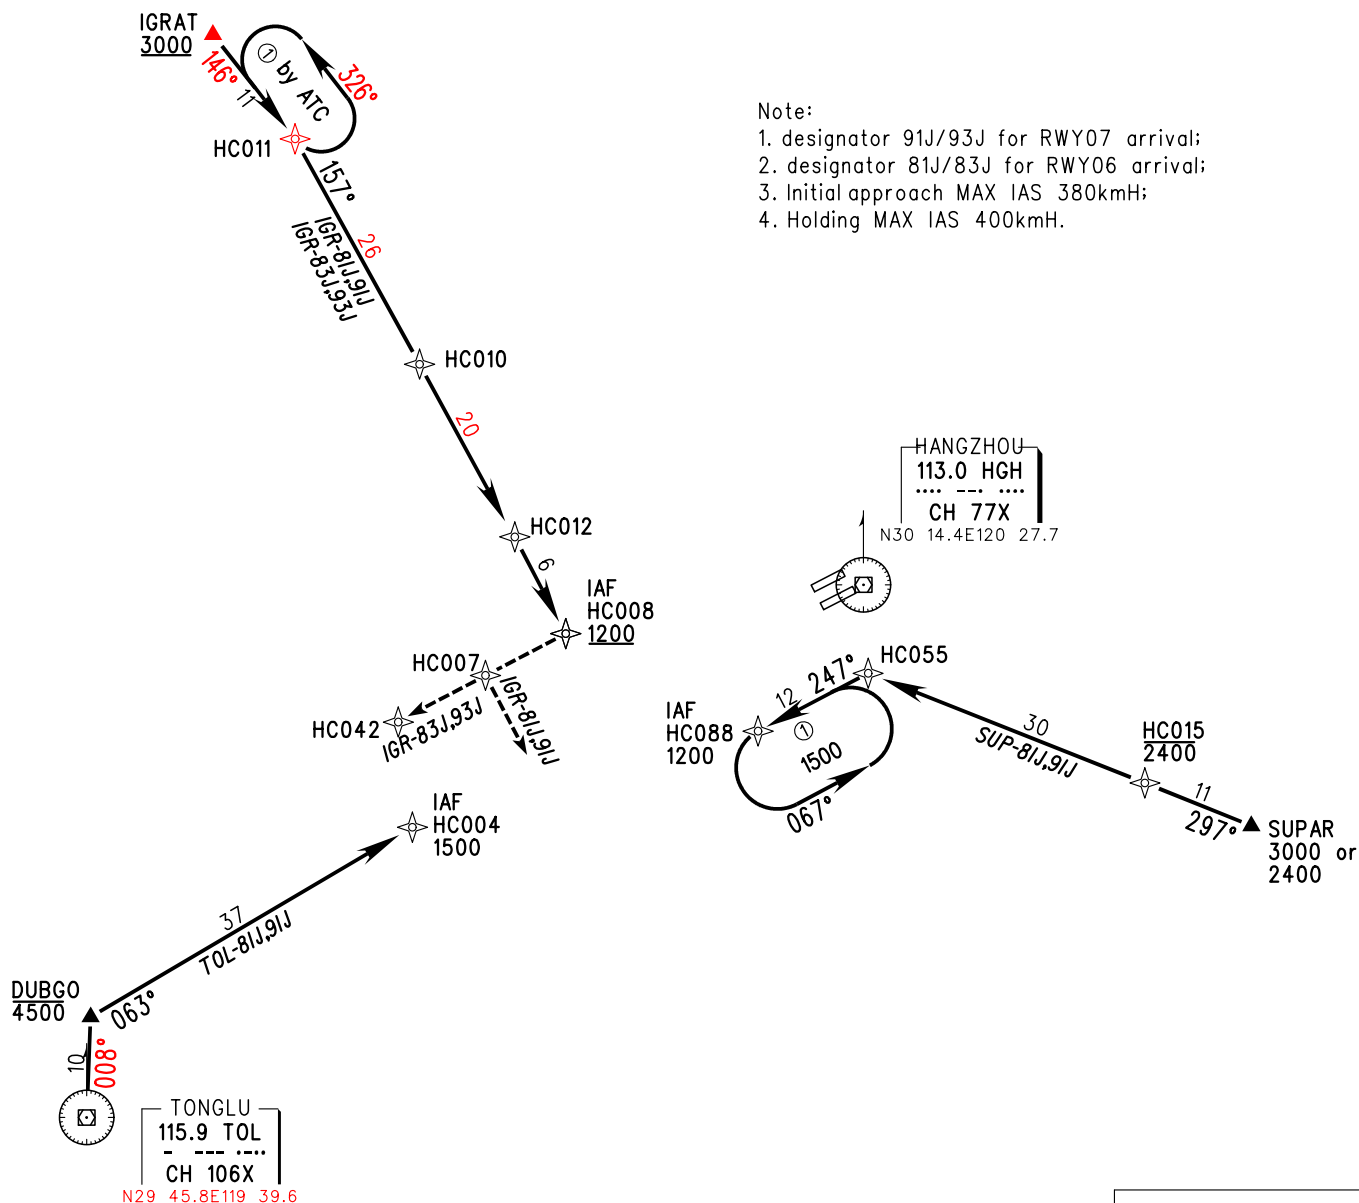 IGRAT
3000
146°
11
① by ATC
326°
HC011
157°
26
IGR-81J,91J
IGR-83J,93J
Note:
1. designator 91J/93J for RWY07 arrival;
2. designator 81J/83J for RWY06 arrival;
3. Initial approach MAX IAS 380kmH;
4. Holding MAX IAS 400kmH.
HC010
20
HANGZHOU
113.0 HGH
.... --. ....
CH 77X
N30 14.4E120 27.7
HC012
6
IAF
HC008
1200
HC007
IGR-81J,91J
HC042
IGR-83J,93J
HC055
247°
12
IAF
HC088
1200
①
1500
067°
30
SUP-81J,91J
HC015
2400
11
297°
SUPAR
3000 or
2400
IAF
HC004
1500
37
TOL-81J,91J
DUBGO
4500
063°
10
008°
TONGLU
115.9 TOL
- --- .-..
CH 106X
N29 45.8E119 39.6